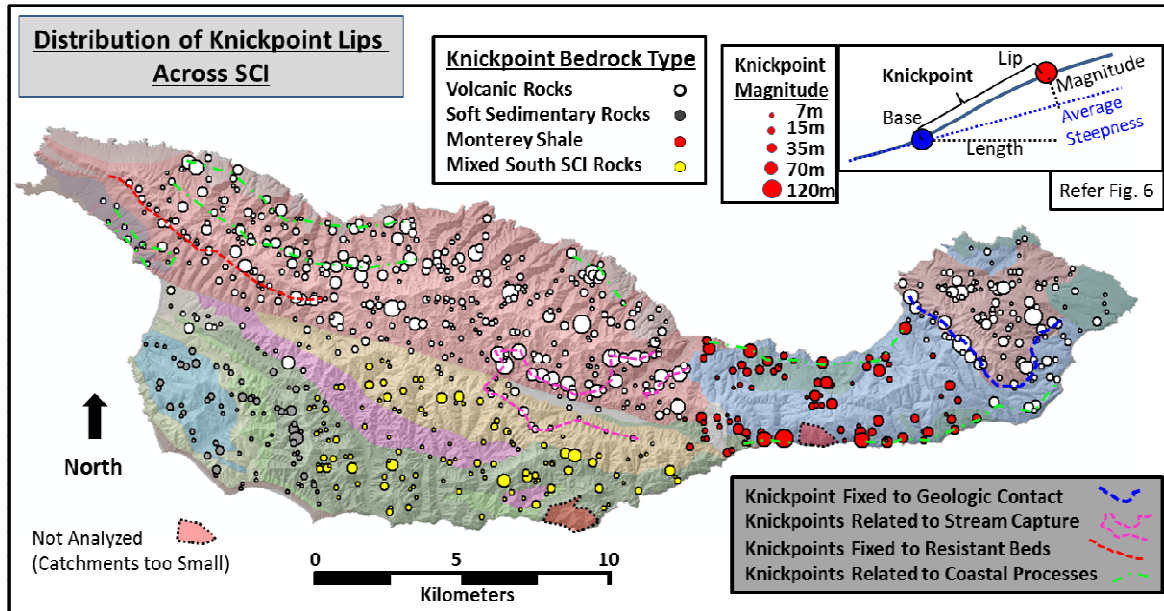 Distribution of Knickpoint Lips
Across SCI
Knickpoint Bedrock Type
Volcanic Rocks
Soft Sedimentary Rocks
Monterey Shale
Mixed South SCI Rocks
Knickpoint
Magnitude
7m
15m
35m
70m
120m
Lip
Knickpoint
Magnitude
Base
Average
Steepness
Length
Refer Fig. 6
North
Not Analyzed
(Catchments too Small)
0 5 10
Kilometers
Knickpoint Fixed to Geologic Contact
Knickpoints Related to Stream Capture
Knickpoints Fixed to Resistant Beds
Knickpoints Related to Coastal Processes